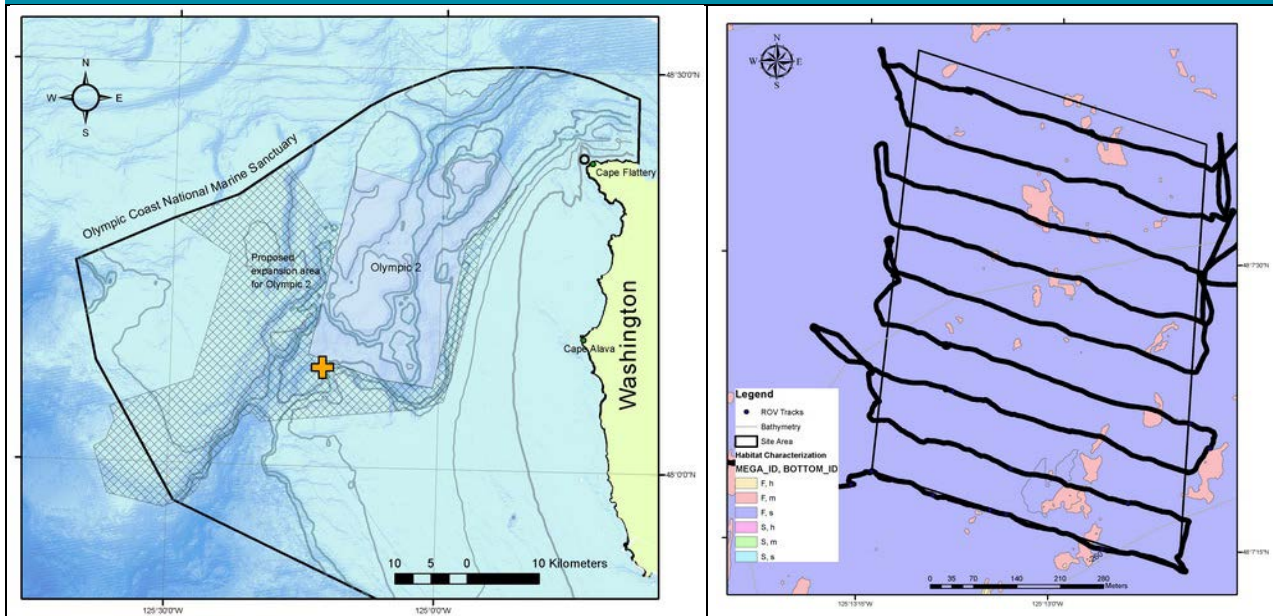 N
W E
S
48°30'0"N
Olympic Coast National Marine Sanctuary
Cape Flattery
Proposed
expansion area
for Olympic 2
Olympic 2
Cape Alava
Washington
48°0'0"N
10 5 0 10 Kilometers
125°30'0"W
125°0'0"W
N
W E
S
48°7'30"N
Legend
ROV Tracks
Bathymetry
Site Area
Habitat Characterization
MEGA_ID, BOTTOM_ID
F, h
F, m
F, s
S, h
S, m
S, s
48°7'15"N
0 35 70 140 210 280
Meters
125°13'0"W